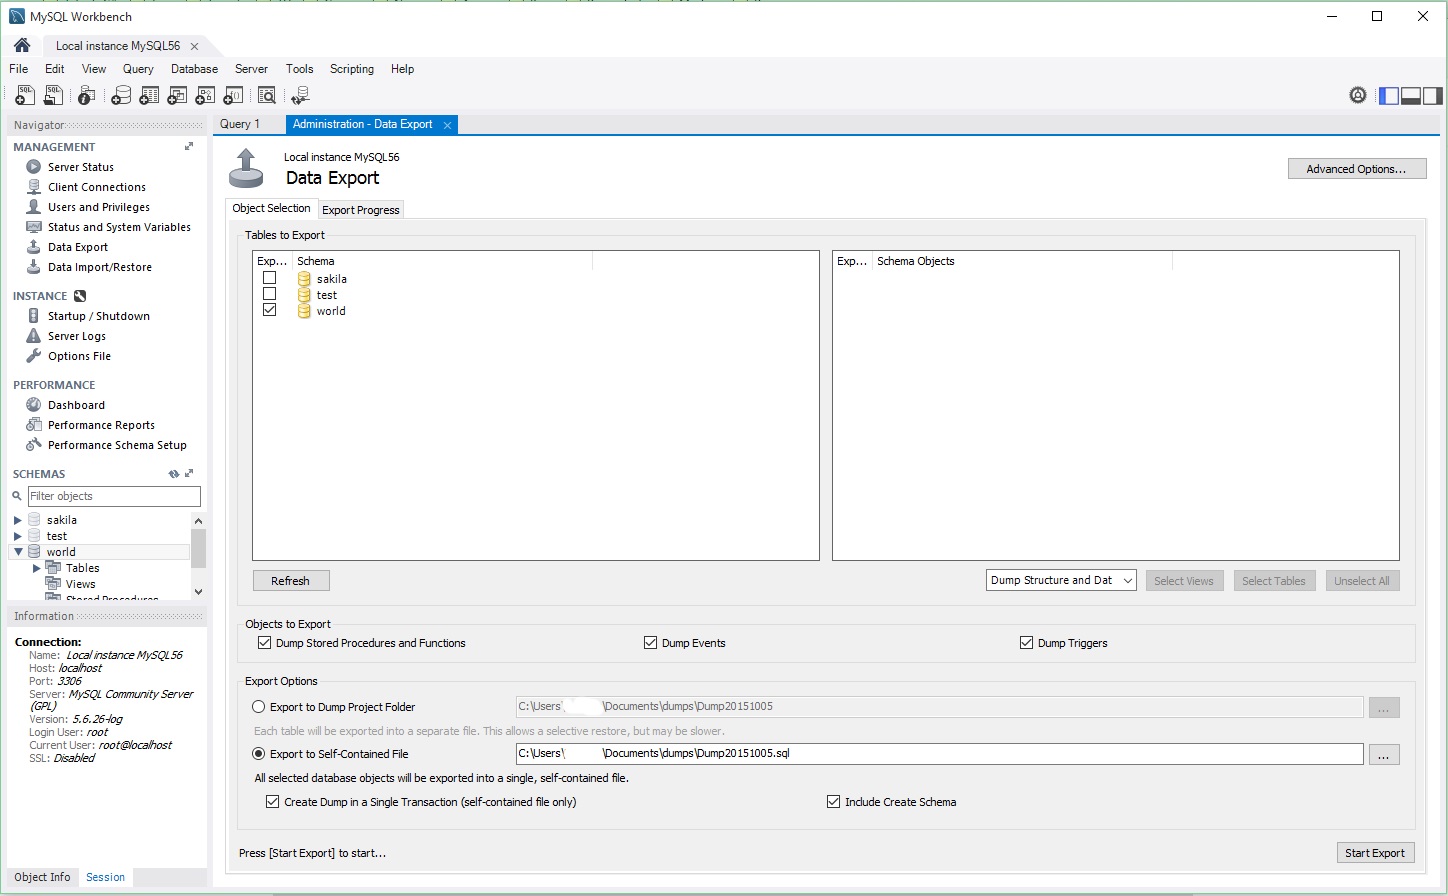 MySQL Workbench
Local instance MySQL56
File Edit View Query Database Server Tools Scripting Help
Navigator
MANAGEMENT
Server Status
Client Connections
Users and Privileges
Status and System Variables
Data Export
Data Import/Restore
INSTANCE
Startup / Shutdown
Server Logs
Options File
PERFORMANCE
Dashboard
Performance Reports
Performance Schema Setup
SCHEMAS
Filter objects
sakila
test
world
Tables
Views
Stored Procedures
Information
Connection:
Name: Local instance MySQL56
Host: localhost
Port: 3306
Server: MySQL Community Server
(GPL)
Version: 5.6.26-log
Login User: root
Current User: root@localhost
SSL: Disabled
Object Info Session
Query 1 Administration - Data Export
Local instance MySQL56
Data Export
Advanced Options...
Object Selection Export Progress
Tables to Export
Exp... Schema
sakila
test
world
Exp... Schema Objects
Refresh
Dump Structure and Dat Select Views Select Tables Unselect All
Objects to Export
Dump Stored Procedures and Functions Dump Events Dump Triggers
Export Options
Export to Dump Project Folder C:\Users\ \Documents\dumps\Dump20151005 ...
Each table will be exported into a separate file. This allows a selective restore, but may be slower.
Export to Self-Contained File C:\Users\ \Documents\dumps\Dump20151005.sql ...
All selected database objects will be exported into a single, self-contained file.
Create Dump in a Single Transaction (self-contained file only) Include Create Schema
Press [Start Export] to start...
Start Export